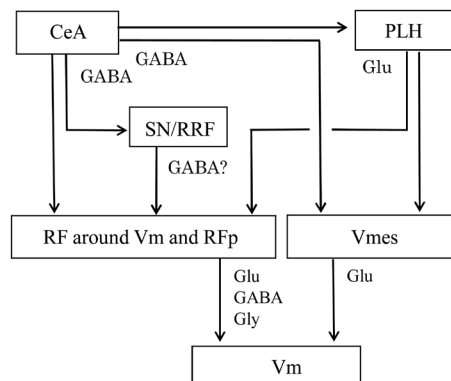 CeA
PLH
GABA
GABA
Glu
SN/RRF
GABA?
RF around Vm and RFp
Vmes
Glu
GABA
Gly
Glu
Vm